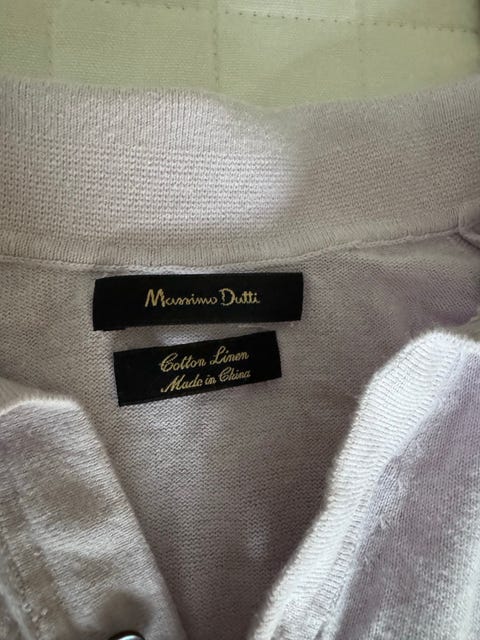 Massimo Dutti
Cotton Linen
Made in China